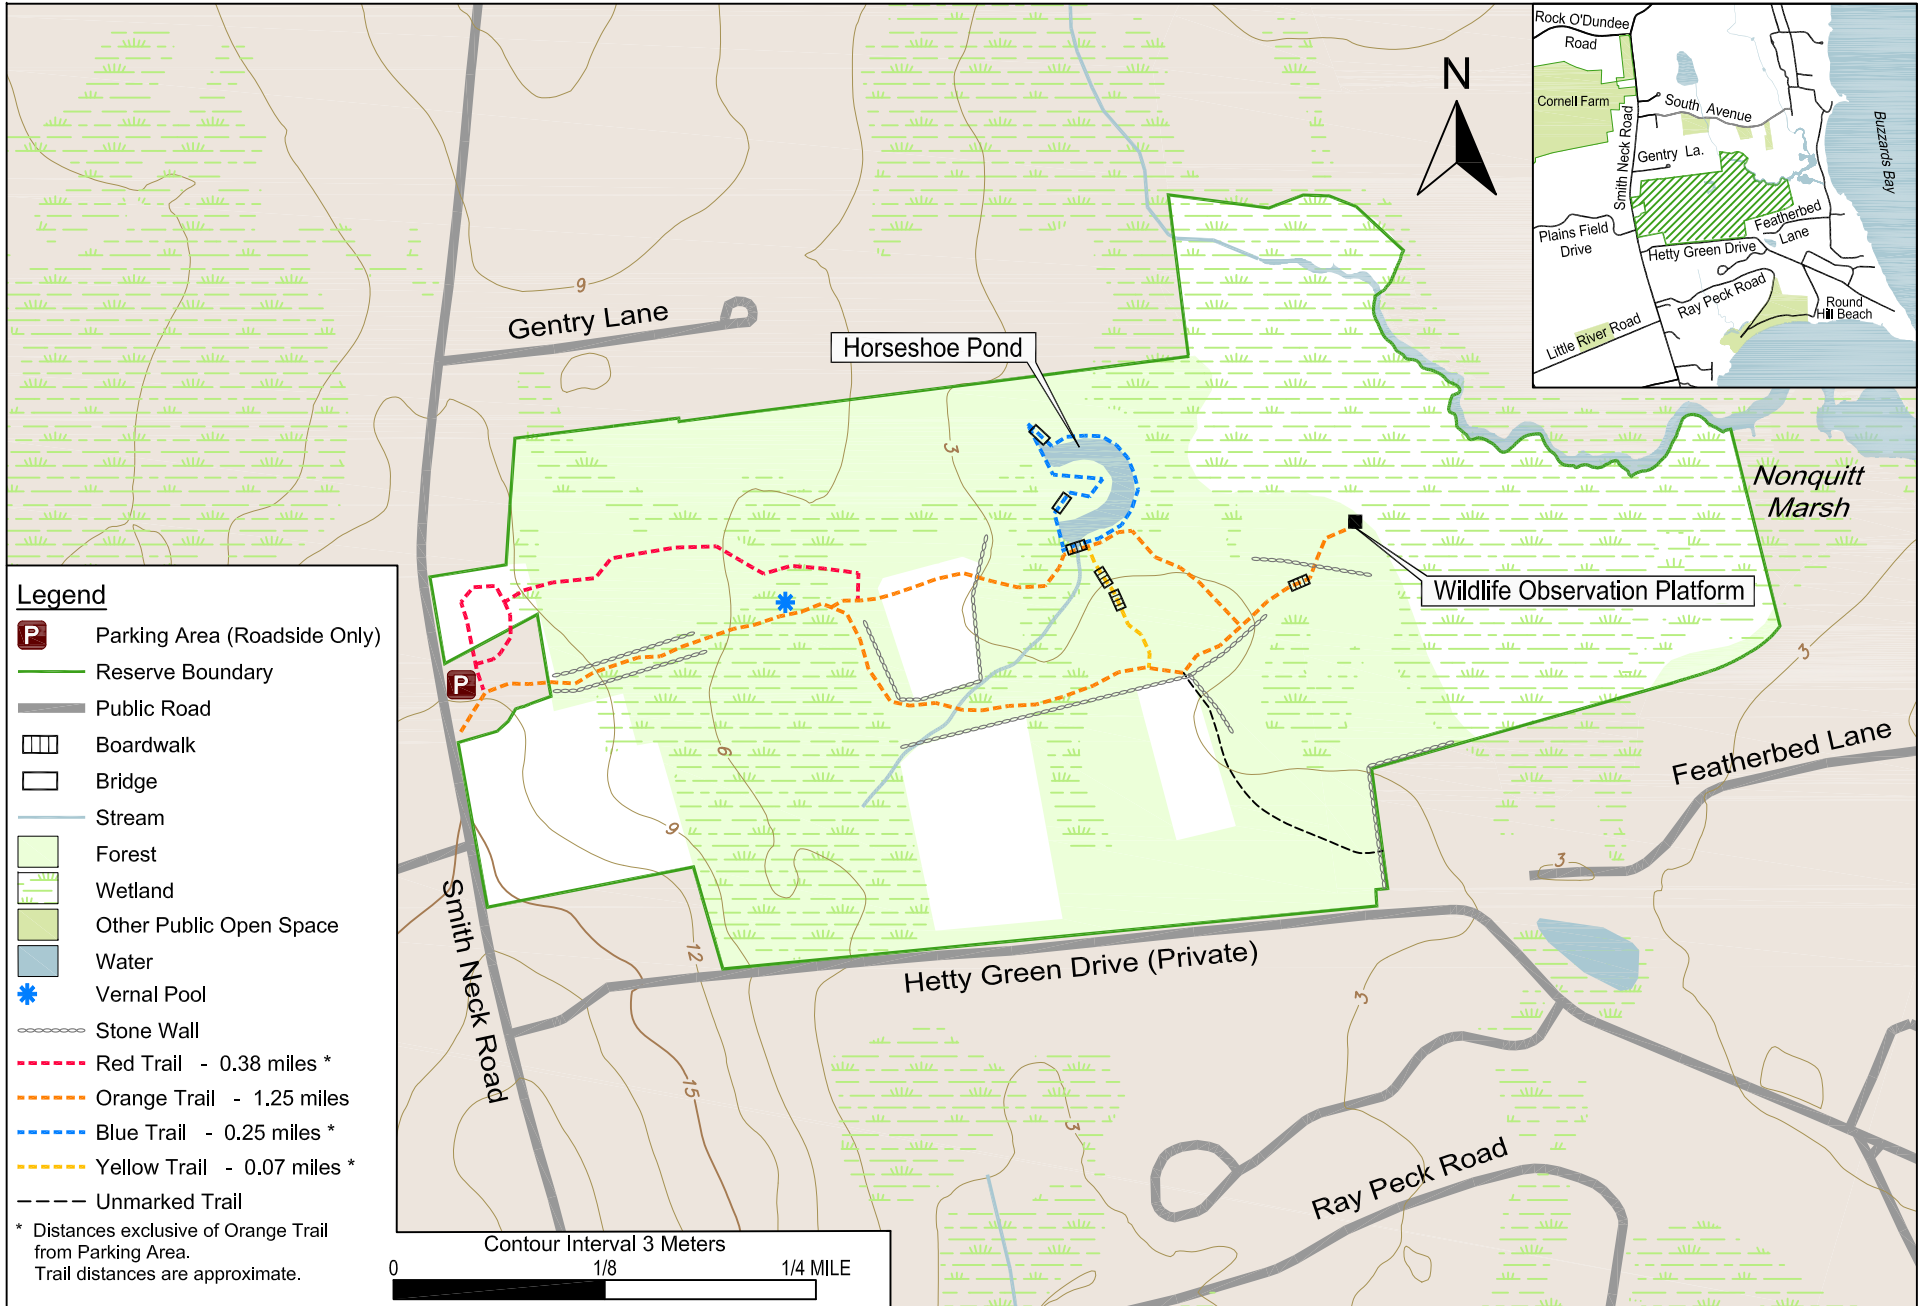 Rock O'Dundee
Road
Cornell Farm
South Avenue
Smith Neck Road
Gentry La.
Buzzards Bay
Plains Field
Drive
Featherbed
Lane
Hetty Green Drive
Ray Peck Road
Round
Hill Beach
Little River Road
N
9
Gentry Lane
Horseshoe Pond
3
Nonquitt
Marsh
Wildlife Observation Platform
P
3
6
9
Featherbed Lane
3
12
Smith Neck Road
Hetty Green Drive (Private)
3
15
3
Ray Peck Road
Legend
P Parking Area (Roadside Only)
Reserve Boundary
Public Road
Boardwalk
Bridge
Stream
Forest
Wetland
Other Public Open Space
Water
Vernal Pool
Stone Wall
Red Trail - 0.38 miles *
Orange Trail - 1.25 miles
Blue Trail - 0.25 miles *
Yellow Trail - 0.07 miles *
Unmarked Trail
* Distances exclusive of Orange Trail
from Parking Area.
Trail distances are approximate.
Contour Interval 3 Meters
0 1/8 1/4 MILE